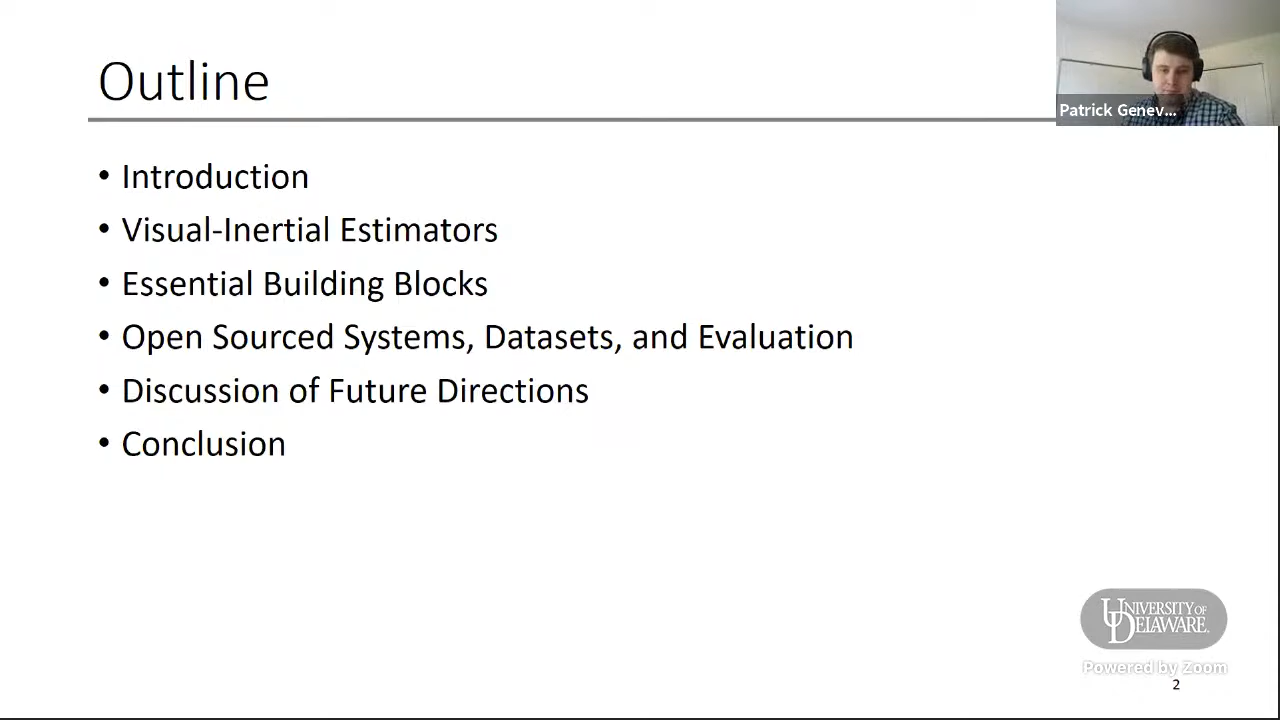 Outline
Patrick Genev...
• Introduction
• Visual-Inertial Estimators
• Essential Building Blocks
• Open Sourced Systems, Datasets, and Evaluation
• Discussion of Future Directions
• Conclusion
UNIVERSITY OF
DELAWARE.
Powered by Zoom
2